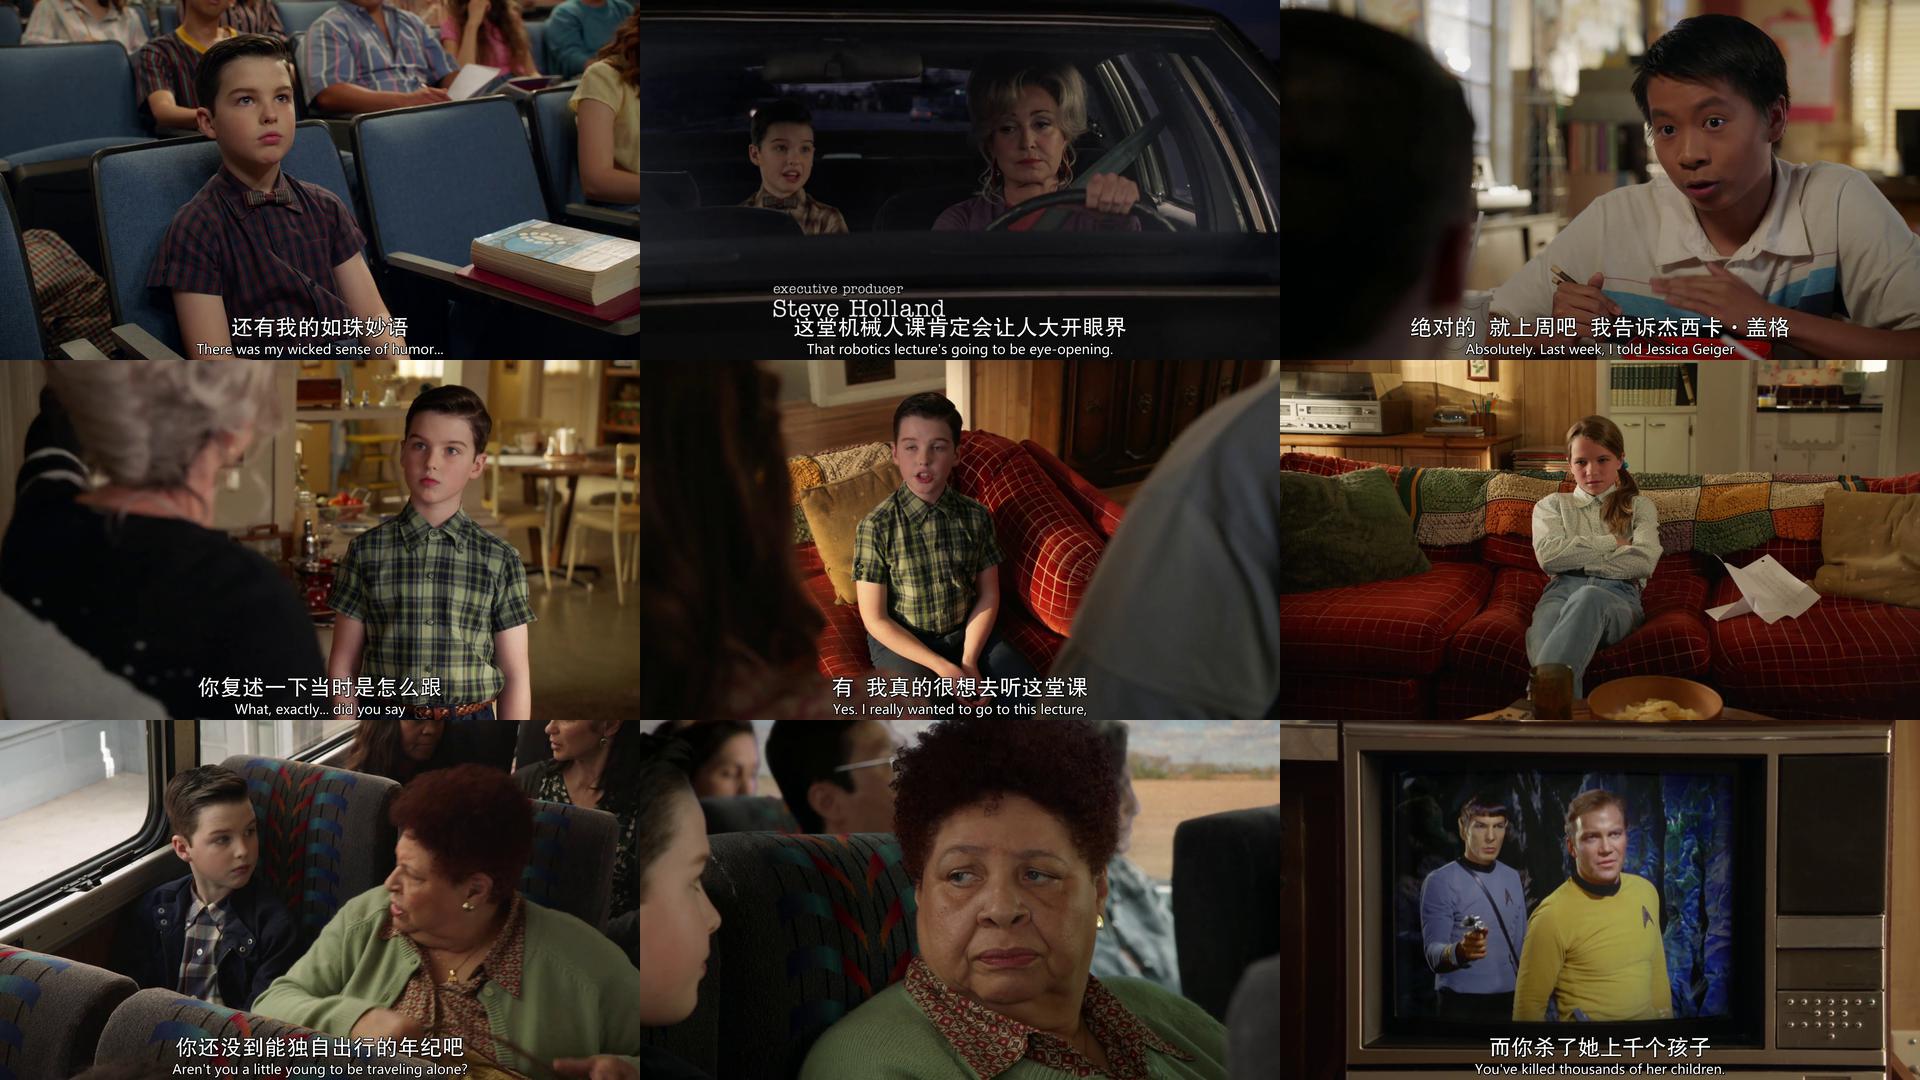 还有我的如珠妙语
There was my wicked sense of humor...
executive producer
Steve Holland
这堂机械人课肯定会让人大开眼界
That robotics lecture's going to be eye-opening.
绝对的 就上周吧 我告诉杰西卡·盖格
Absolutely. Last week, I told Jessica Geiger
你复述一下当时是怎么跟
What, exactly... did you say
有 我真的很想去听这堂课
Yes. I really wanted to go to this lecture,
你还没到能独自出行的年纪吧
Aren't you a little young to be traveling alone?
而你杀了她上千个孩子
You've killed thousands of her children.